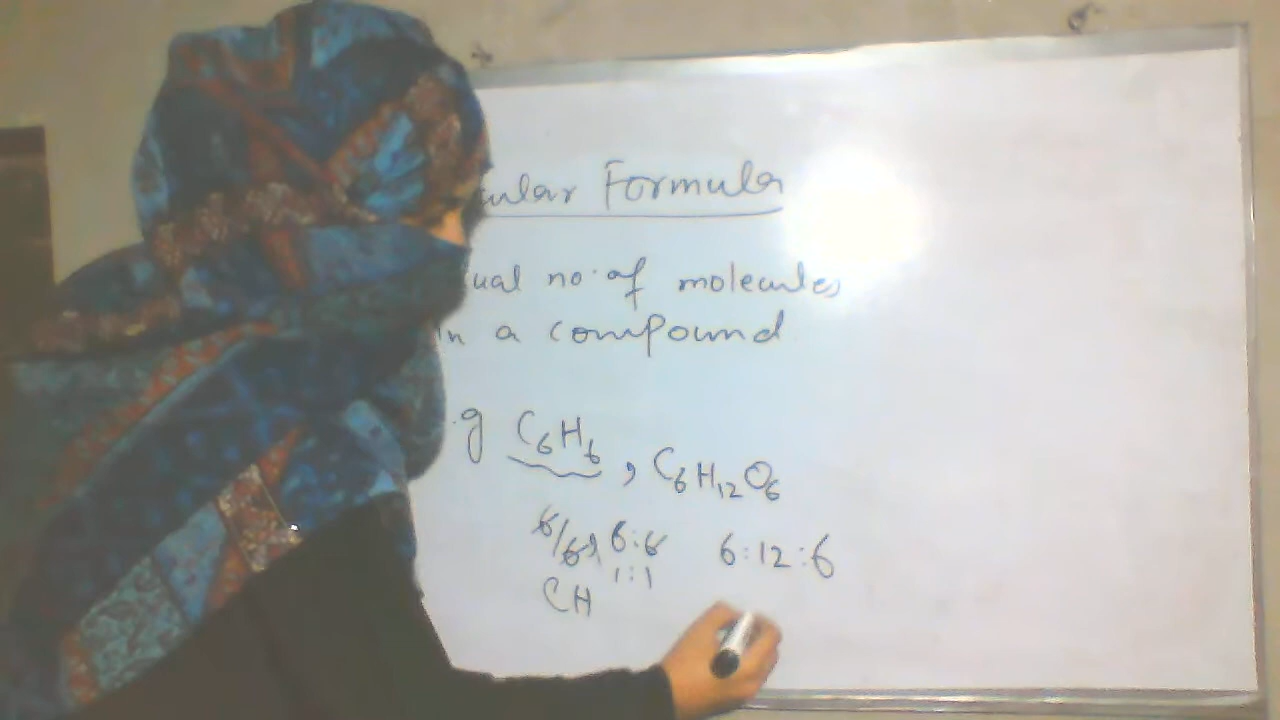 cular Formula
ual no. of molecules
in a compound
.g C₆H₆, C₆H₁₂O₆
6/6, 6:6 6:12:6
1:1
CH